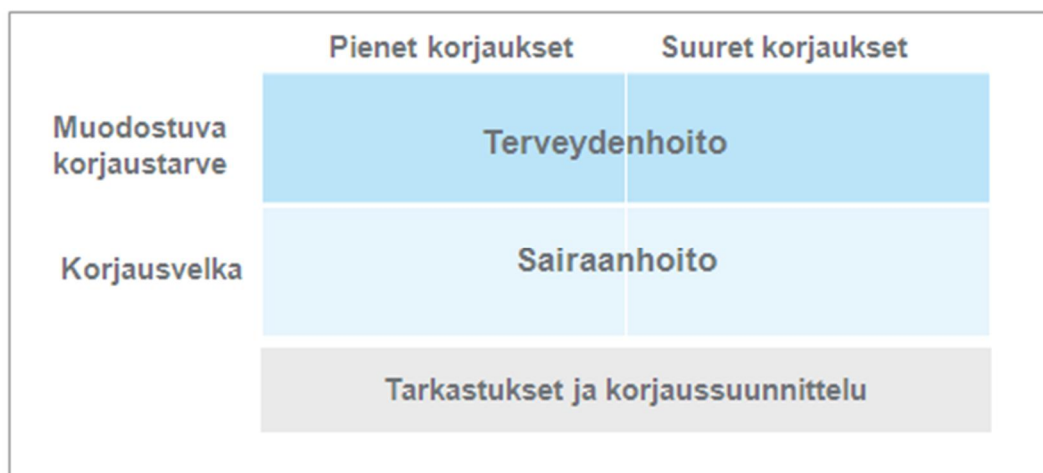 Pienet korjaukset Suuret korjaukset
Muodostuva
korjaustarve
Terveydenhoito
Korjausvelka
Sairaanhoito
Tarkastukset ja korjaussuunnittelu